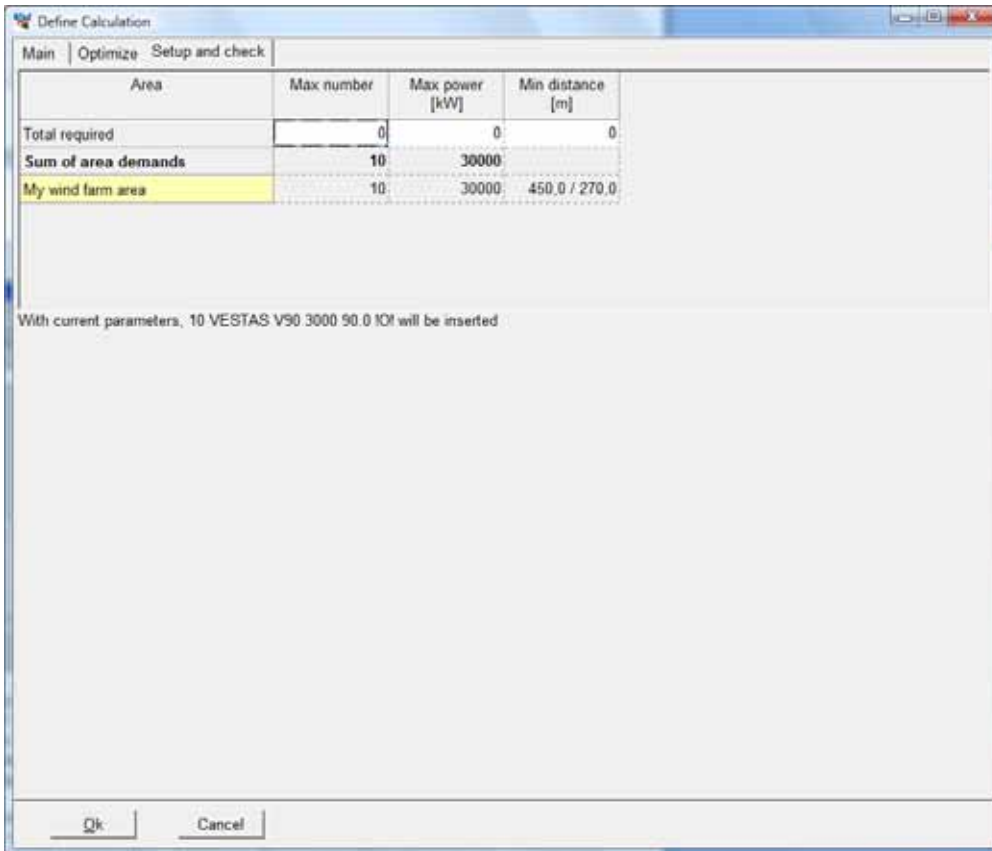 Define Calculation
Main Optimize Setup and check
Area Max number Max power [kW] Min distance [m]
Total required 0 0 0
Sum of area demands 10 30000
My wind farm area 10 30000 450,0 / 270,0
With current parameters, 10 VESTAS V90 3000 90.0 !O! will be inserted
Ok Cancel